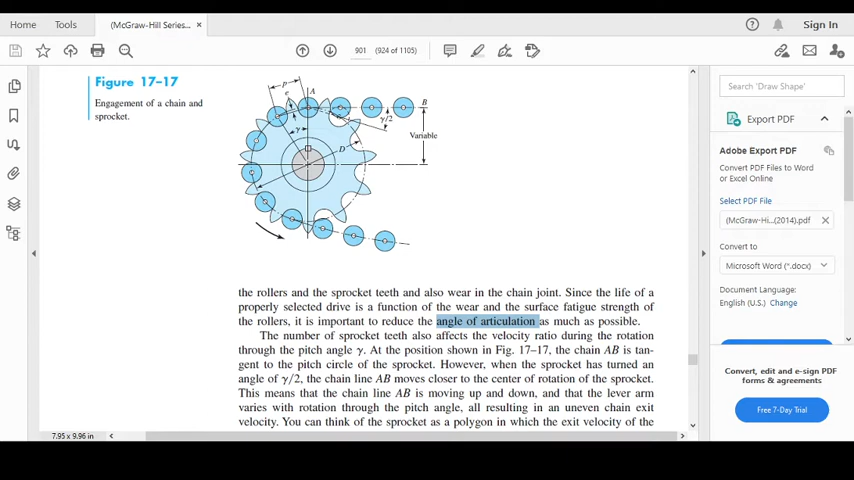 Home Tools (McGraw-Hill Series... × Sign In
901 (924 of 1105)
Figure 17–17
Engagement of a chain and
sprocket.
p
e
A
B
γ/2
γ
D
Variable
the rollers and the sprocket teeth and also wear in the chain joint. Since the life of a
properly selected drive is a function of the wear and the surface fatigue strength of
the rollers, it is important to reduce the angle of articulation as much as possible.
The number of sprocket teeth also affects the velocity ratio during the rotation
through the pitch angle γ. At the position shown in Fig. 17–17, the chain AB is tan-
gent to the pitch circle of the sprocket. However, when the sprocket has turned an
angle of γ/2, the chain line AB moves closer to the center of rotation of the sprocket.
This means that the chain line AB is moving up and down, and that the lever arm
varies with rotation through the pitch angle, all resulting in an uneven chain exit
velocity. You can think of the sprocket as a polygon in which the exit velocity of the
7.95 x 9.96 in
Search 'Draw Shape'
Export PDF
Adobe Export PDF
Convert PDF Files to Word
or Excel Online
Select PDF File
(McGraw-Hi...(2014).pdf ×
Convert to
Microsoft Word (*.docx)
Document Language:
English (U.S.) Change
Convert, edit and e-sign PDF
forms & agreements
Free 7-Day Trial